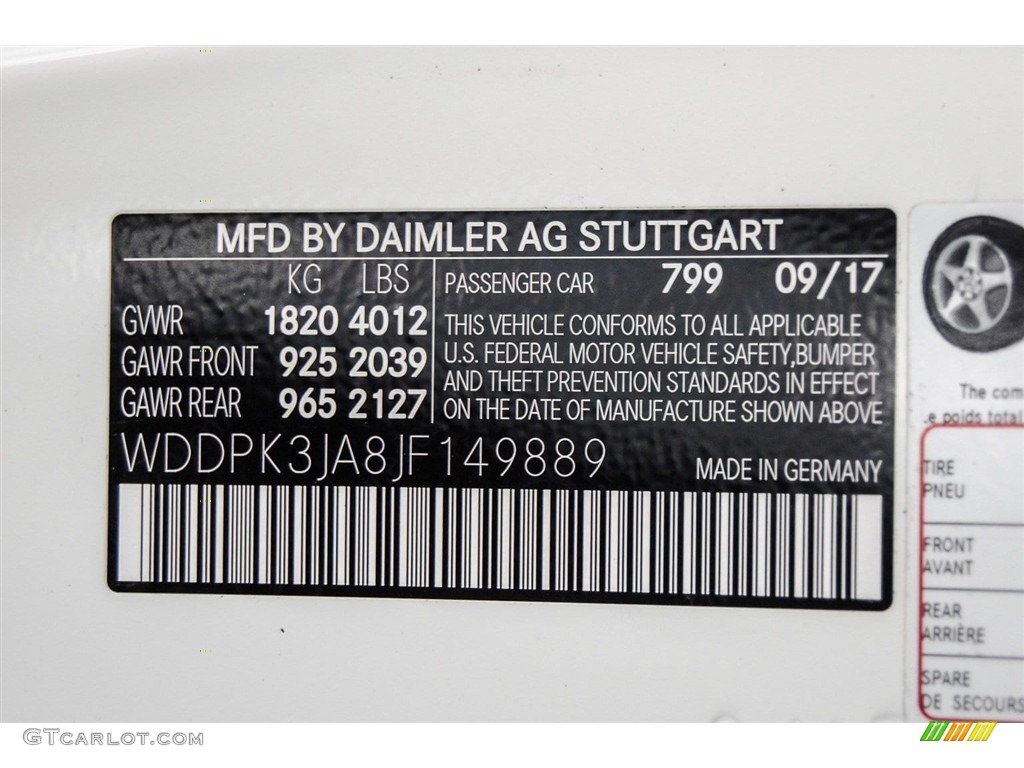 MFD BY DAIMLER AG STUTTGART
KG LBS
GVWR 1820 4012
GAWR FRONT 925 2039
GAWR REAR 965 2127
PASSENGER CAR 799 09/17
THIS VEHICLE CONFORMS TO ALL APPLICABLE
U.S. FEDERAL MOTOR VEHICLE SAFETY,BUMPER
AND THEFT PREVENTION STANDARDS IN EFFECT
ON THE DATE OF MANUFACTURE SHOWN ABOVE
WDDPK3JA8JF149889
MADE IN GERMANY
The com
e poids total
TIRE
PNEU
FRONT
AVANT
REAR
ARRIÈRE
SPARE
DE SECOURS
GTCARLOT.COM